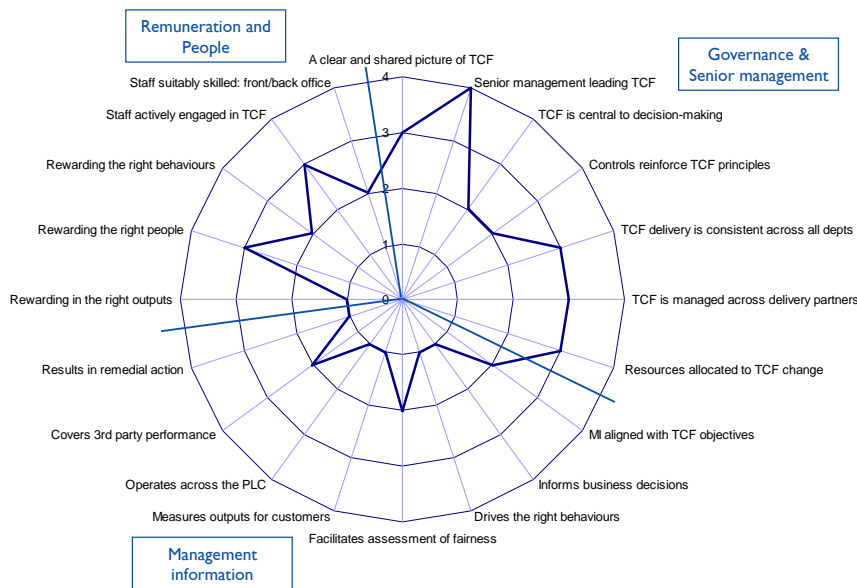 Remuneration and
People
Governance &
Senior management
A clear and shared picture of TCF
4
Staff suitably skilled: front/back office
Senior management leading TCF
Staff actively engaged in TCF
TCF is central to decision-making
3
Rewarding the right behaviours
Controls reinforce TCF principles
2
Rewarding the right people
TCF delivery is consistent across all depts
1
Rewarding in the right outputs
0
TCF is managed across delivery partners
Results in remedial action
Resources allocated to TCF change
Covers 3rd party performance
MI aligned with TCF objectives
Operates across the PLC
Informs business decisions
Measures outputs for customers
Drives the right behaviours
Facilitates assessment of fairness
Management
information